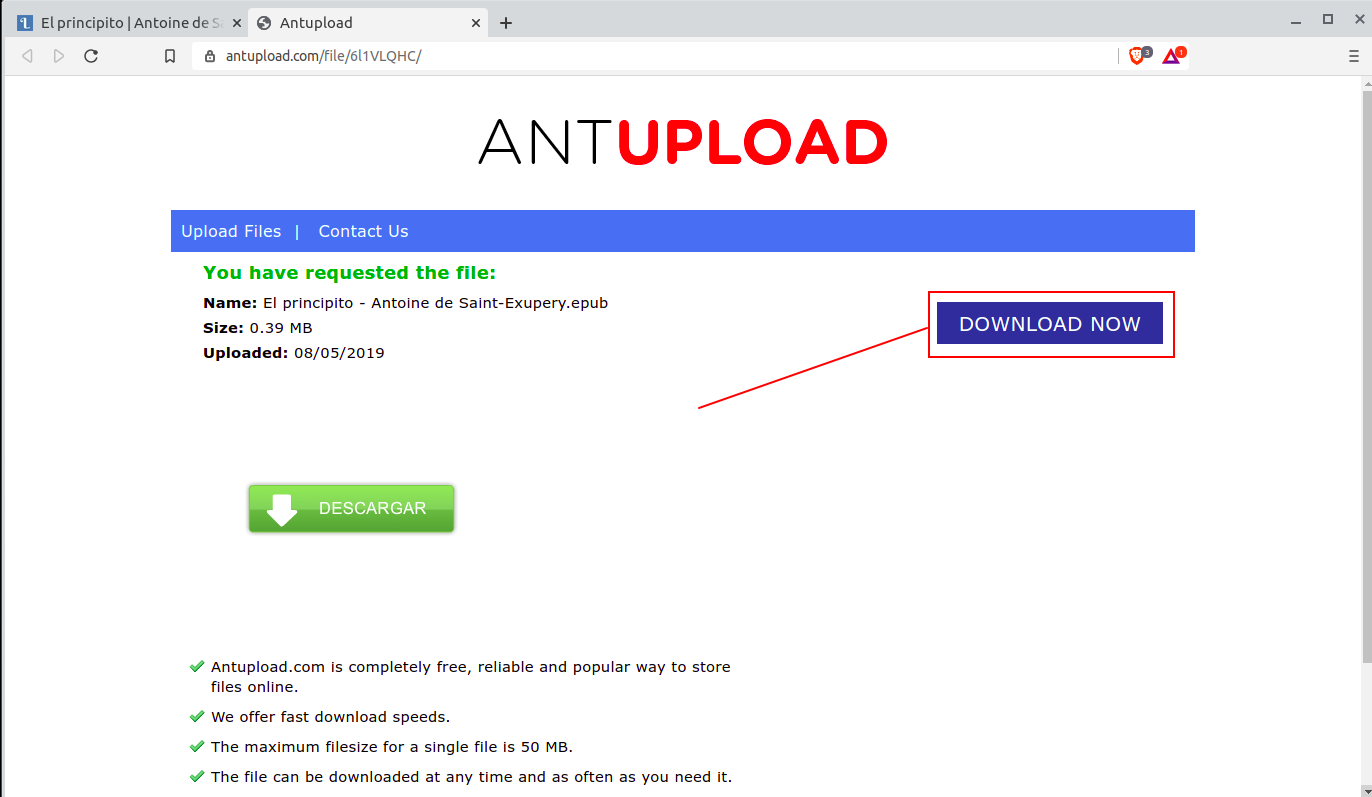 El principito | Antoine de S
Antupload
antupload.com/file/6l1VLQHC/
3
1
ANTUPLOAD
Upload Files | Contact Us
You have requested the file:
Name: El principito - Antoine de Saint-Exupery.epub
Size: 0.39 MB
Uploaded: 08/05/2019
DOWNLOAD NOW
DESCARGAR
Antupload.com is completely free, reliable and popular way to store
files online.
We offer fast download speeds.
The maximum filesize for a single file is 50 MB.
The file can be downloaded at any time and as often as you need it.